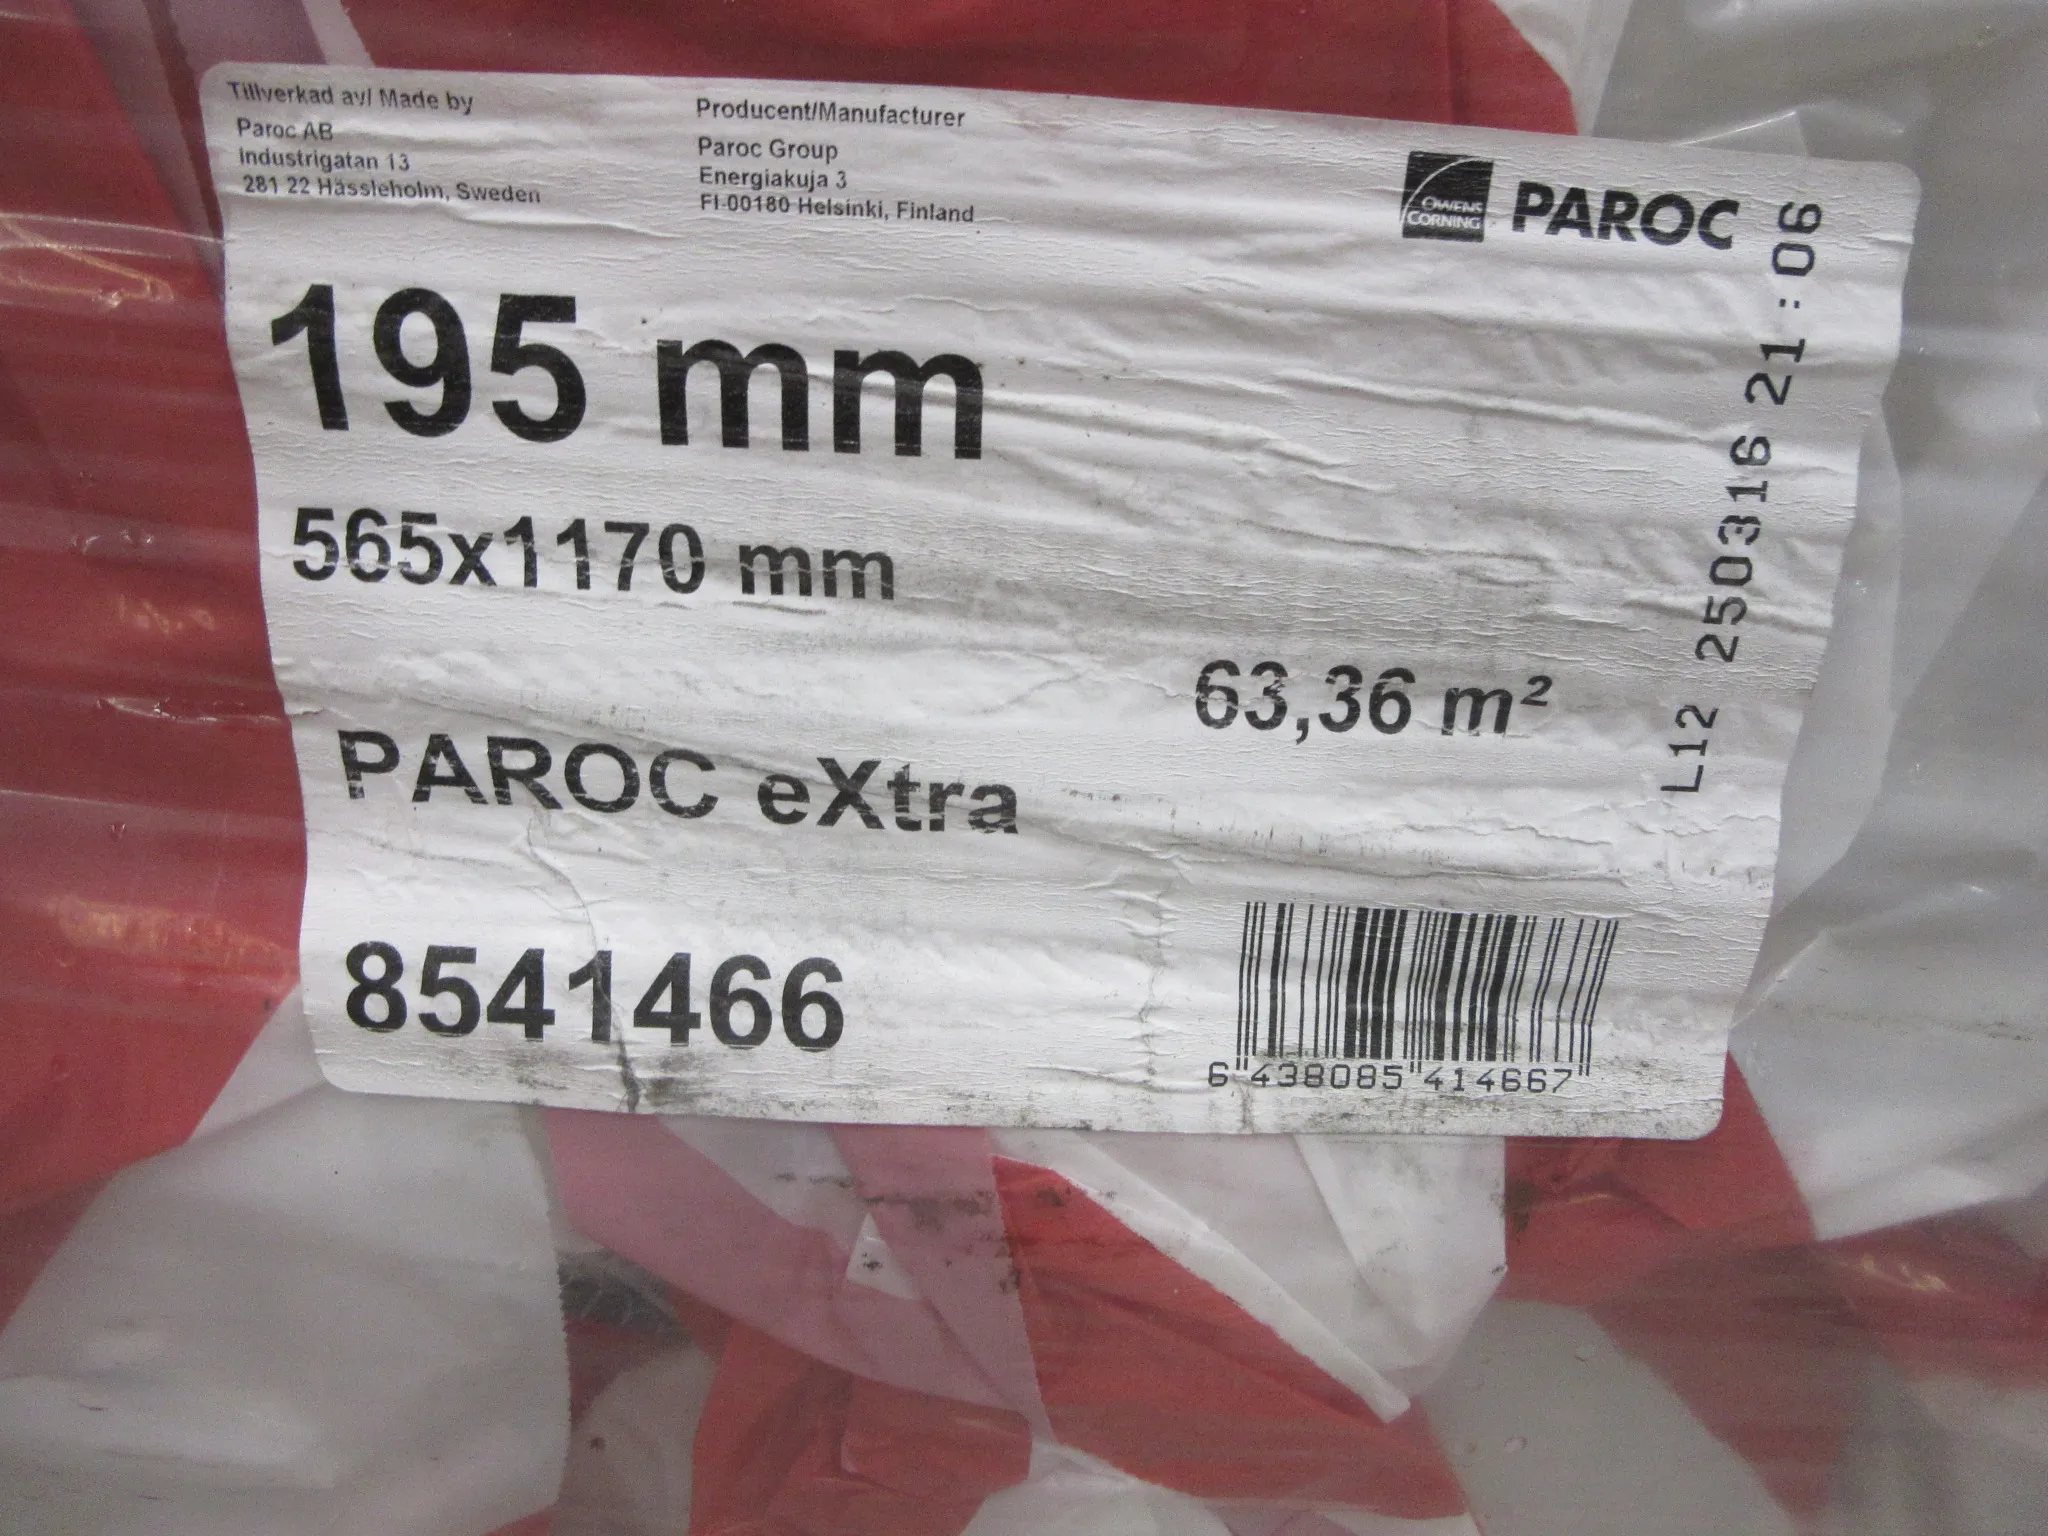 Tillverkad av/ Made by
Paroc AB
Industrigatan 13
281 22 Hässleholm, Sweden
Producent/Manufacturer
Paroc Group
Energiakuja 3
FI-00180 Helsinki, Finland
OWENS
CORNING
PAROC
195 mm
565x1170 mm
63,36 m²
PAROC eXtra
8541466
6"438085"414667"
L12 250316 21:06